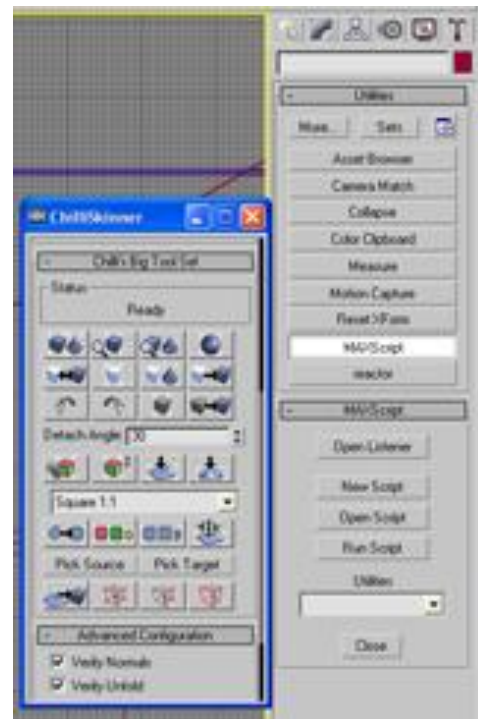 Utilities
More...
Sets
Asset Browser
Camera Match
Collapse
Color Clipboard
Measure
Motion Capture
Reset XForm
MAXScript
reactor
MAXScript
Open Listener
New Script
Open Script
Run Script
Utilities
Close
ChilliSkinner
Chilli's Big Tool Set
Status
Ready
Detach Angle 30
Square 1:1
Pick Source
Pick Target
Advanced Configuration
Verify Normals
Verify Unfold